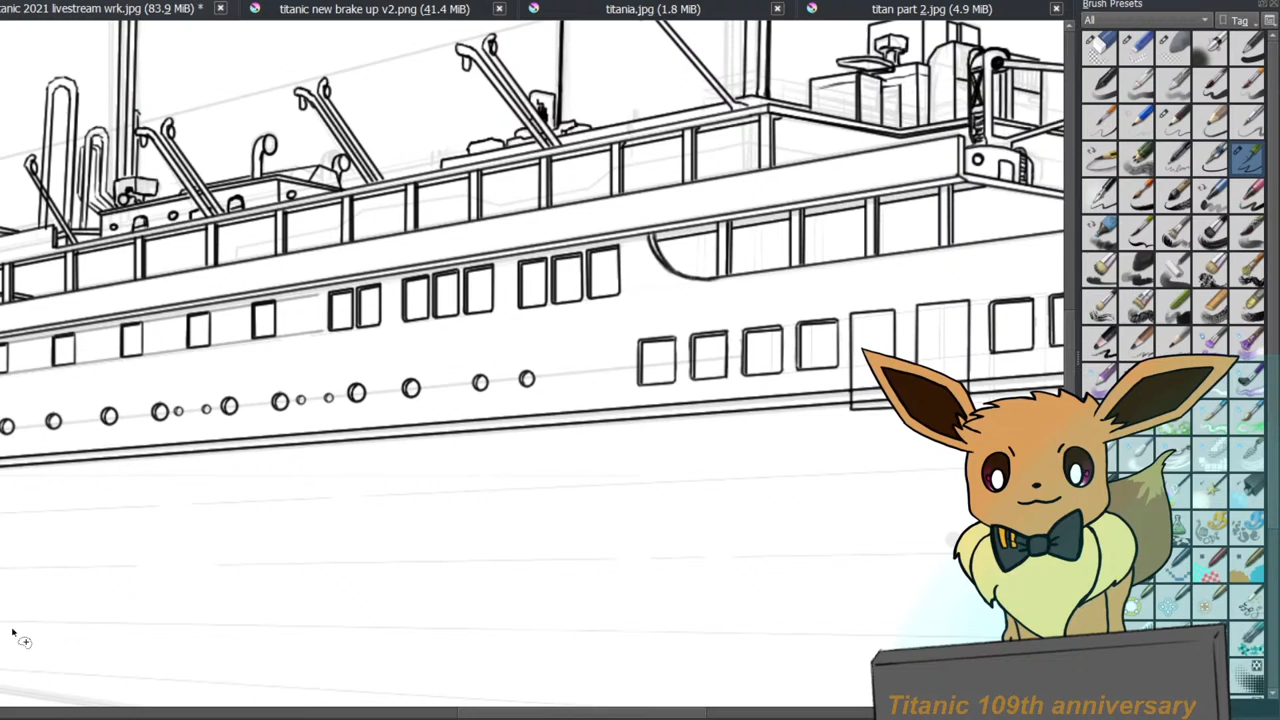 anic 2021 livestream wrk.jpg (83.9 MiB) *
titanic new brake up v2.png (41.4 MiB)
titania.jpg (1.8 MiB)
titan part 2.jpg (4.9 MiB)
Brush Presets
All
Tag
Titanic 109th anniversary